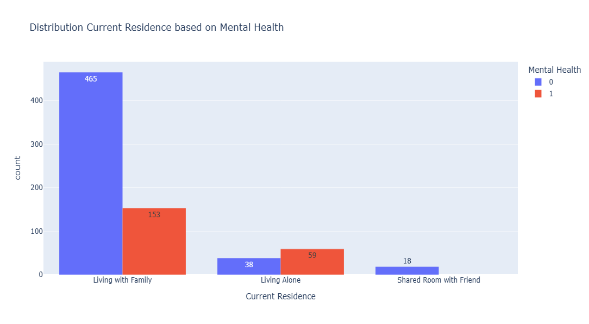 Distribution Current Residence based on Mental Health
Mental Health
0
1
465
153
38
59
18
400
300
200
100
0
count
Living with Family
Living Alone
Shared Room with Friend
Current Residence